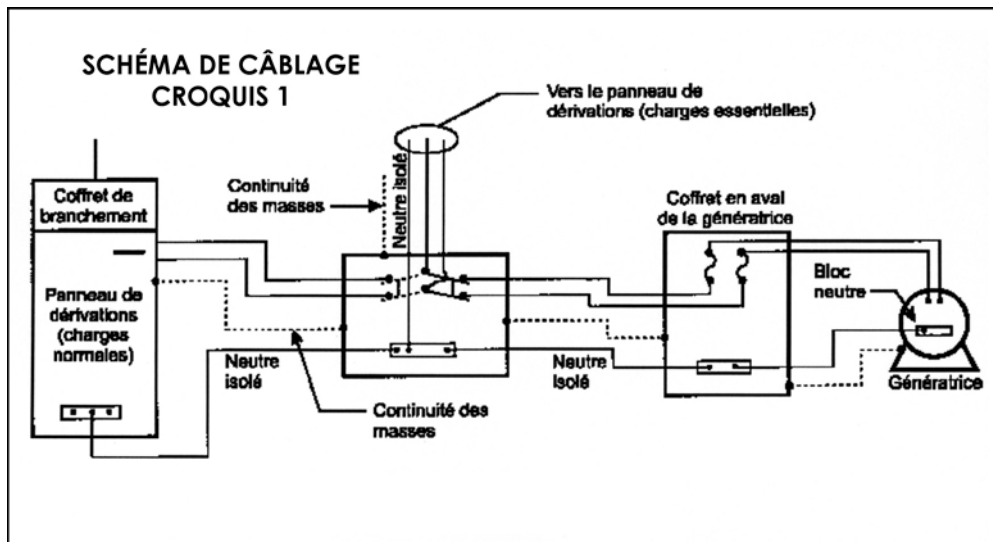 SCHÉMA DE CÂBLAGE
CROQUIS 1
Vers le panneau de
dérivations (charges essentielles)
Continuité
des masses
Neutre isolé
Coffret de
branchement
Coffret en aval
de la génératrice
Panneau de
dérivations
(charges
normales)
Bloc
neutre
Neutre
isolé
Neutre
isolé
Génératrice
Continuité des
masses